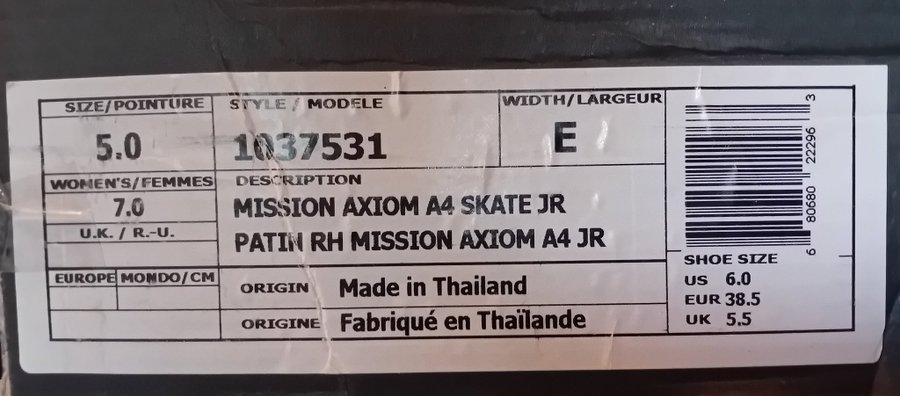 SIZE/POINTURE
5.0
WOMEN'S/FEMMES
7.0
U.K. / R.-U.
EUROPE MONDO/CM
STYLE / MODELE
1037531
WIDTH/LARGEUR
E
DESCRIPTION
MISSION AXIOM A4 SKATE JR
PATIN RH MISSION AXIOM A4 JR
ORIGIN Made in Thailand
ORIGINE Fabriqué en Thaïlande
6 80680 22296 3
SHOE SIZE
US 6.0
EUR 38.5
UK 5.5